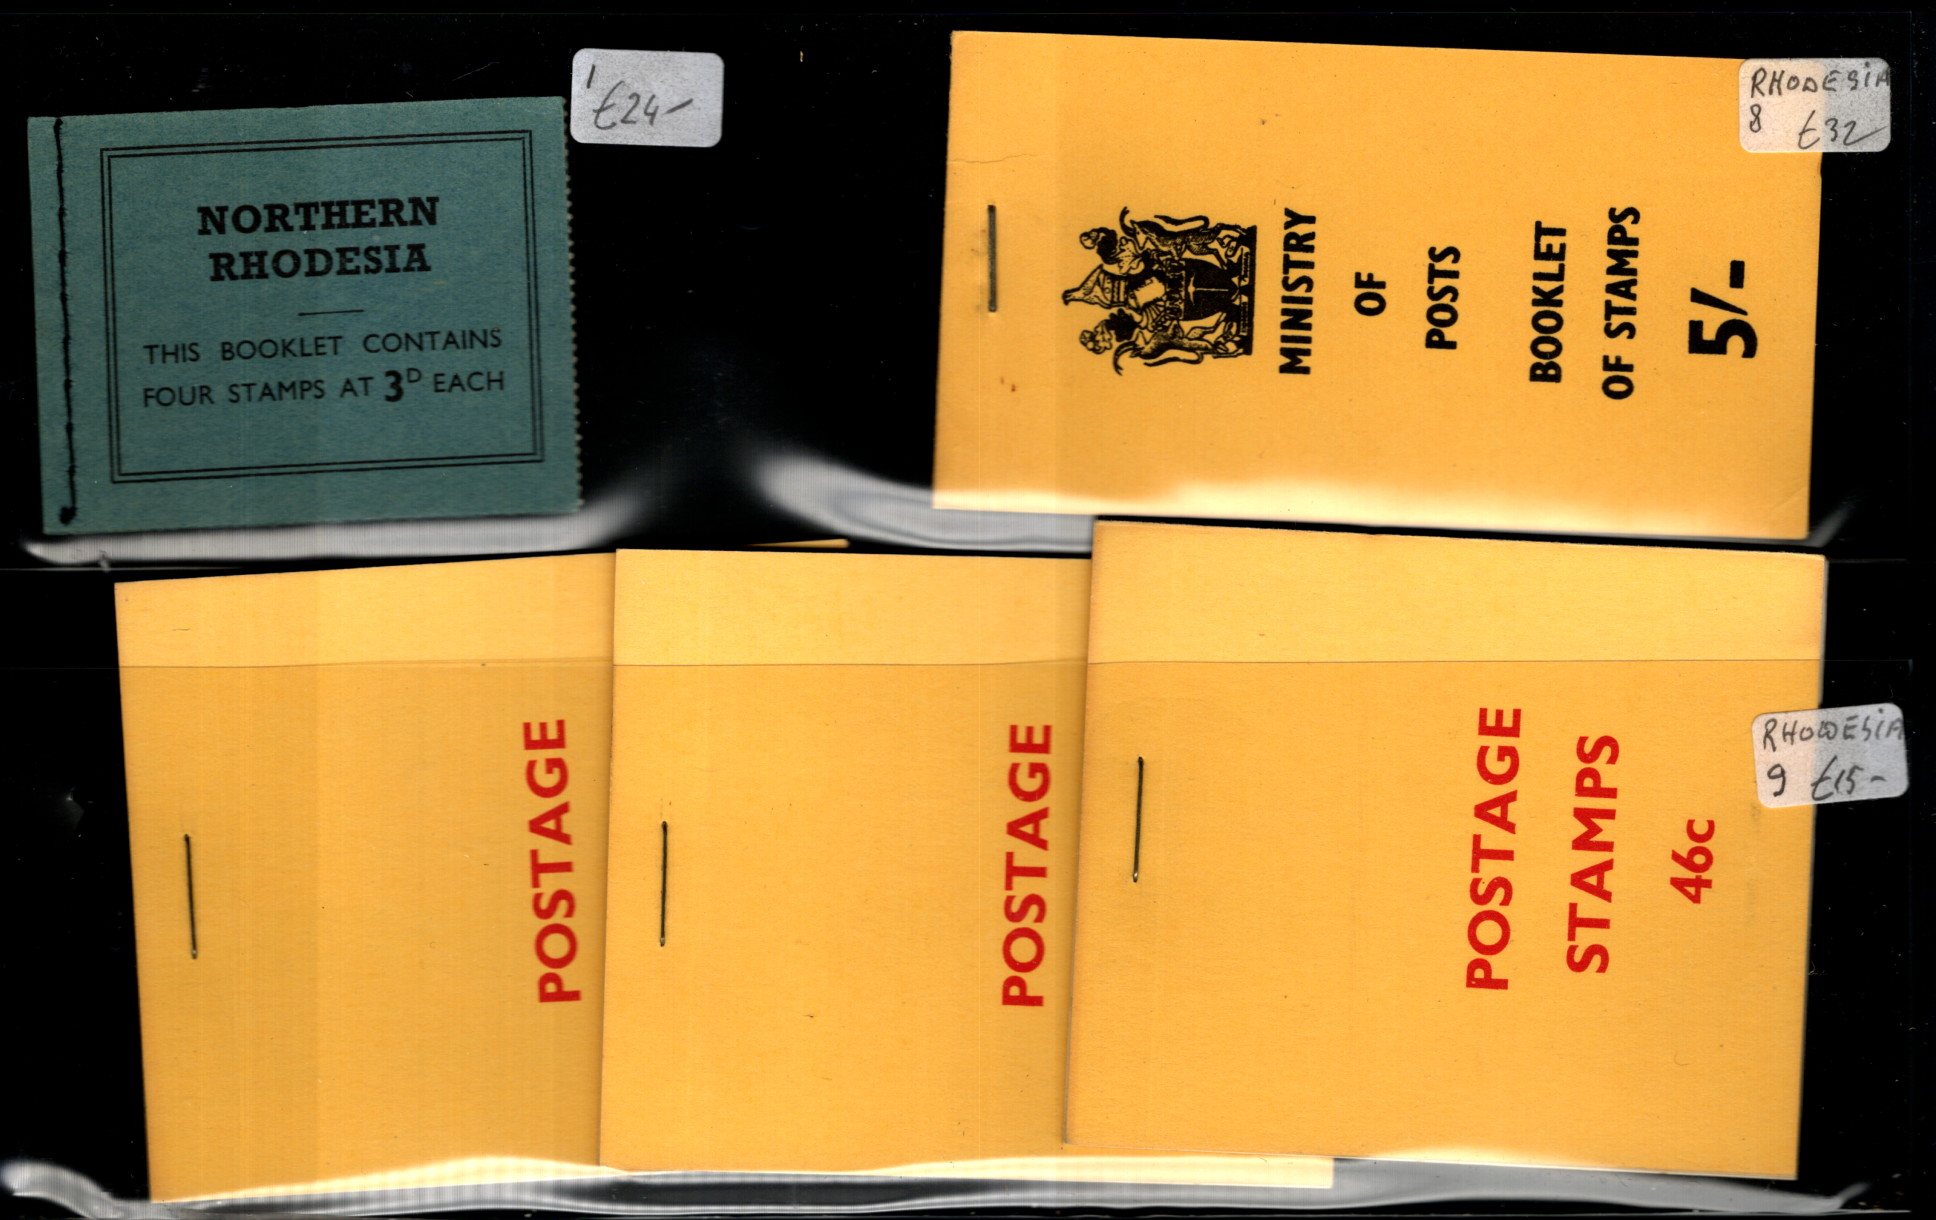 NORTHERN
RHODESIA
THIS BOOKLET CONTAINS
FOUR STAMPS AT 3D EACH
1
£24-
MINISTRY
OF
POSTS
BOOKLET
OF STAMPS
5/-
RHODESIA
8 £32
POSTAGE
POSTAGE
POSTAGE
STAMPS
46c
RHODESIA
9 £15-